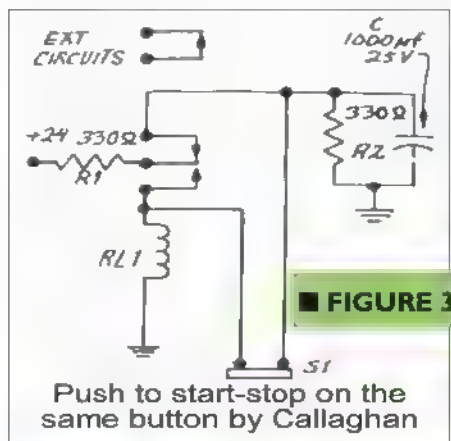 EXT
CIRCUITS
C
1000µf
25V
+24 330Ω
R1
330Ω
R2
RL1
■ FIGURE 3
S1
Push to start-stop on the
same button by Callaghan